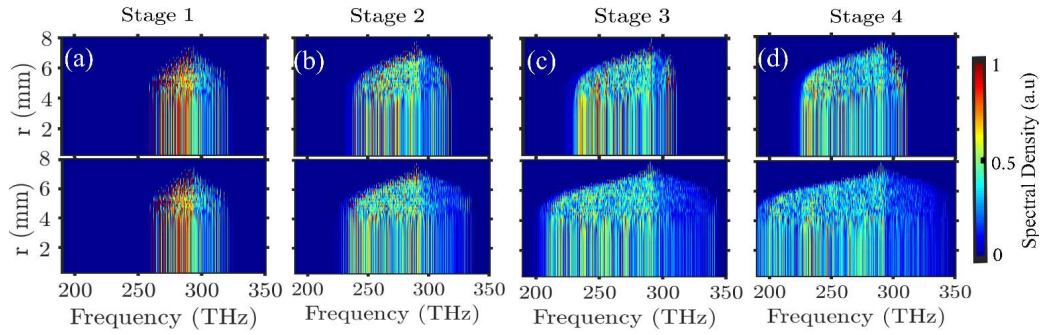 Stage 1 Stage 2 Stage 3 Stage 4
(a) (b) (c) (d)
r (mm)
8
6
4
2
r (mm)
8
6
4
2
200 250 300 350 200 250 300 350 200 250 300 350 200 250 300 350
Frequency (THz) Frequency (THz) Frequency (THz) Frequency (THz)
1
0.5
0
Spectral Density (a.u)